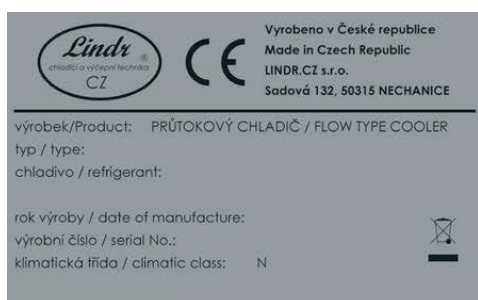 Lindr ®
chladící a výčepní technika
CZ
CE
Vyrobeno v České republice
Made in Czech Republic
LINDR.CZ s.r.o.
Sadová 132, 50315 NECHANICE
výrobek/Product: PRŮTOKOVÝ CHLADIČ / FLOW TYPE COOLER
typ / type:
chladivo / refrigerant:
rok výroby / date of manufacture:
výrobní číslo / serial No.:
klimatická třída / climatic class: N